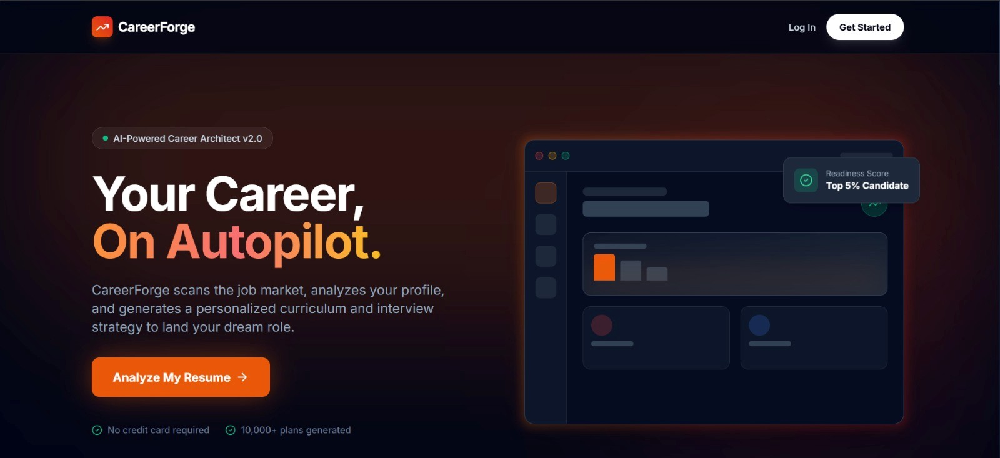 CareerForge
Log In
Get Started
AI-Powered Career Architect v2.0
Your Career,
On Autopilot.
CareerForge scans the job market, analyzes your profile,
and generates a personalized curriculum and interview
strategy to land your dream role.
Analyze My Resume
No credit card required
10,000+ plans generated
Readiness Score
Top 5% Candidate